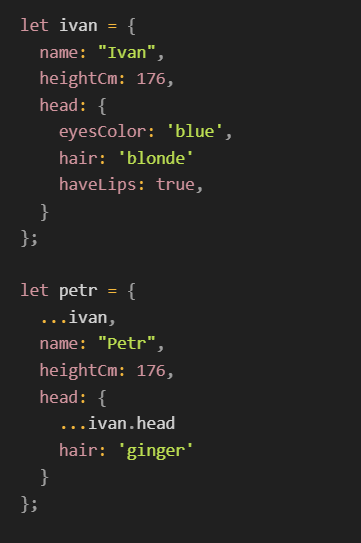 let ivan = {
  name: "Ivan",
  heightCm: 176,
  head: {
    eyesColor: 'blue',
    hair: 'blonde'
    haveLips: true,
  }
};

let petr = {
  ...ivan,
  name: "Petr",
  heightCm: 176,
  head: {
    ...ivan.head
    hair: 'ginger'
  }
};